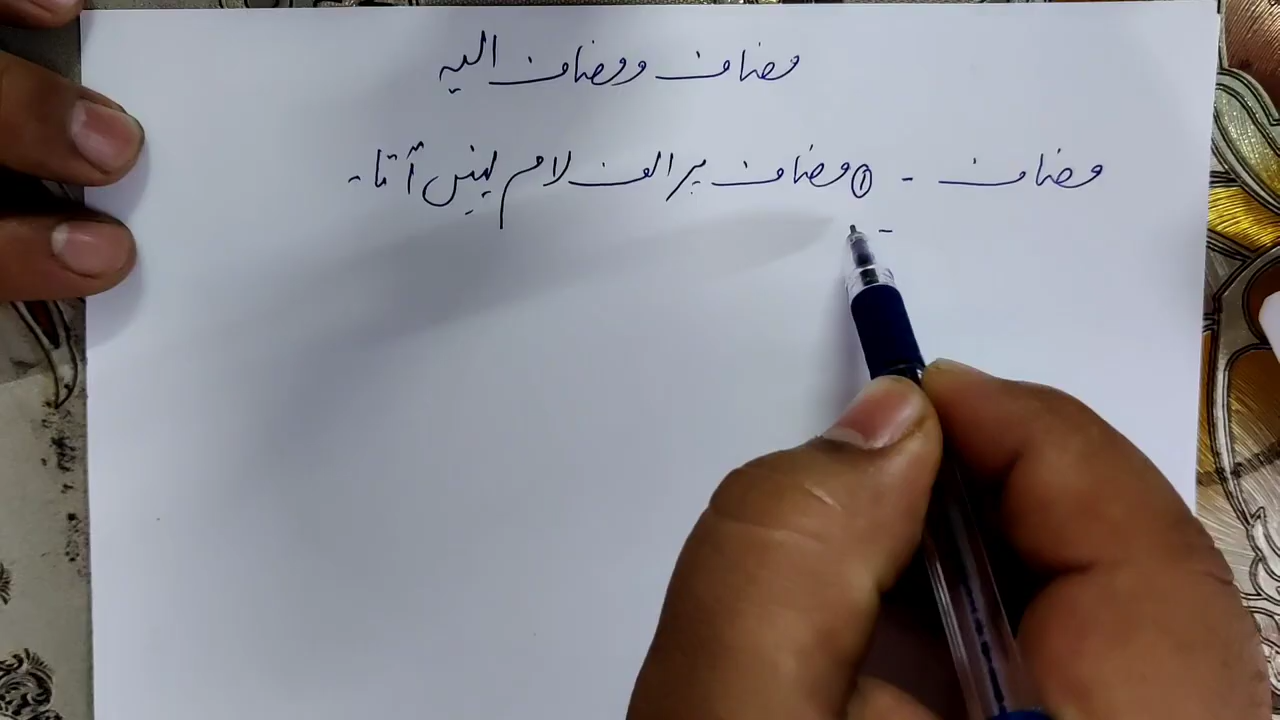 مضاف ومضاف الیہ
مضاف - ① مضاف پر الف لام نہیں آتا۔
-